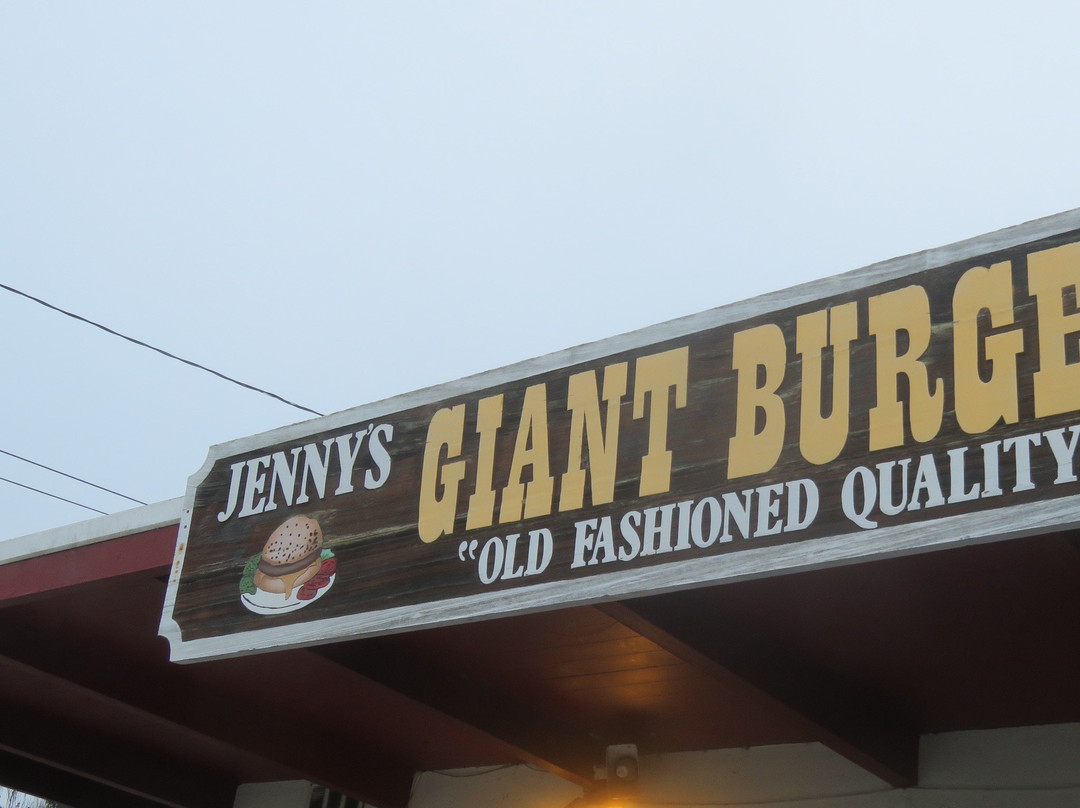 JENNY'S
GIANT BURGE
"OLD FASHIONED QUALITY